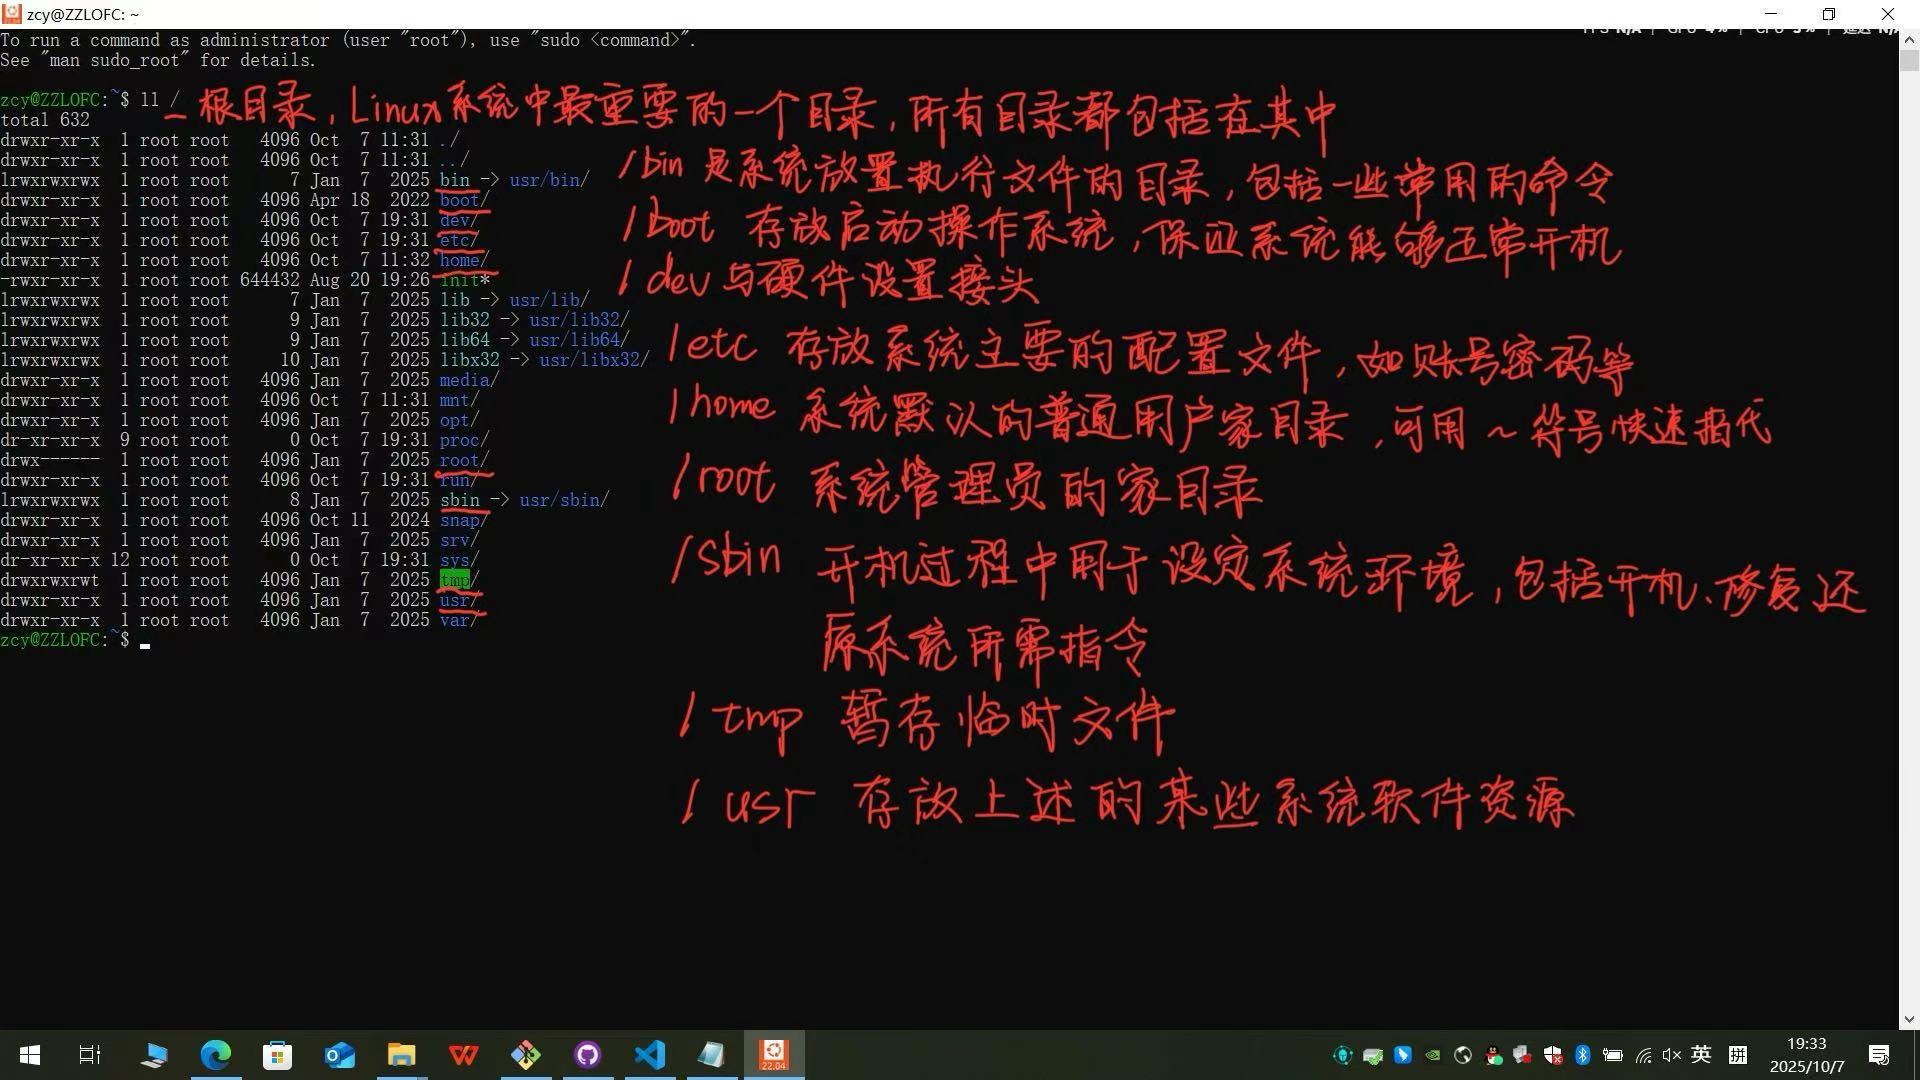 zcy@ZZLOFC: ~
To run a command as administrator (user "root"), use "sudo <command>".
See "man sudo_root" for details.
zcy@ZZLOFC:~$ ll /
根目录，Linux系统中最重要的一个目录，所有目录都包括在其中
total 632
drwxr-xr-x  1 root root   4096 Oct  7 11:31 ./
drwxr-xr-x  1 root root   4096 Oct  7 11:31 ../
lrwxrwxrwx  1 root root      7 Jan  7  2025 bin -> usr/bin/
drwxr-xr-x  1 root root   4096 Apr 18  2022 boot/
drwxr-xr-x  1 root root   4096 Oct  7 19:31 dev/
drwxr-xr-x  1 root root   4096 Oct  7 19:31 etc/
drwxr-xr-x  1 root root   4096 Oct  7 11:32 home/
-rwxr-xr-x  1 root root 644432 Aug 20 19:26 init*
lrwxrwxrwx  1 root root      7 Jan  7  2025 lib -> usr/lib/
lrwxrwxrwx  1 root root      9 Jan  7  2025 lib32 -> usr/lib32/
lrwxrwxrwx  1 root root      9 Jan  7  2025 lib64 -> usr/lib64/
lrwxrwxrwx  1 root root     10 Jan  7  2025 libx32 -> usr/libx32/
drwxr-xr-x  1 root root   4096 Jan  7  2025 media/
drwxr-xr-x  1 root root   4096 Oct  7 11:31 mnt/
drwxr-xr-x  1 root root   4096 Jan  7  2025 opt/
dr-xr-xr-x  9 root root      0 Oct  7 19:31 proc/
drwx------  1 root root   4096 Jan  7  2025 root/
drwxr-xr-x  1 root root   4096 Oct  7 19:31 run/
lrwxrwxrwx  1 root root      8 Jan  7  2025 sbin -> usr/sbin/
drwxr-xr-x  1 root root   4096 Oct 11  2024 snap/
drwxr-xr-x  1 root root   4096 Jan  7  2025 srv/
dr-xr-xr-x 12 root root      0 Oct  7 19:31 sys/
drwxrwxrwt  1 root root   4096 Jan  7  2025 tmp/
drwxr-xr-x  1 root root   4096 Jan  7  2025 usr/
drwxr-xr-x  1 root root   4096 Jan  7  2025 var/
zcy@ZZLOFC:~$
/bin 是系统放置执行文件的目录，包括一些常用的命令
/boot 存放启动操作系统，保证系统能够正常开机
/dev 与硬件设置接头
/etc 存放系统主要的配置文件，如账号密码等
/home 系统默认的普通用户家目录，可用 ~ 符号快速指代
/root 系统管理员的家目录
/sbin 开机过程中用于设定系统环境，包括开机、修复、还
原系统所需指令
/tmp 暂存临时文件
/usr 存放上述的某些系统软件资源
22.04
英
拼
19:33
2025/10/7